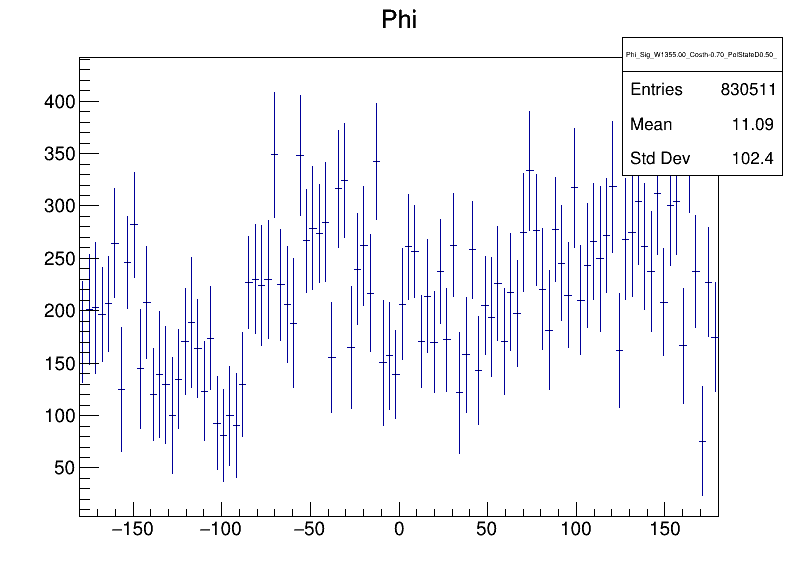 Phi
Phi_Sig_W1355.00_Costh-0.70_PolStateD0.50_
Entries 830511
Mean 11.09
Std Dev 102.4
400
350
300
250
200
150
100
50
−150 −100 −50 0 50 100 150